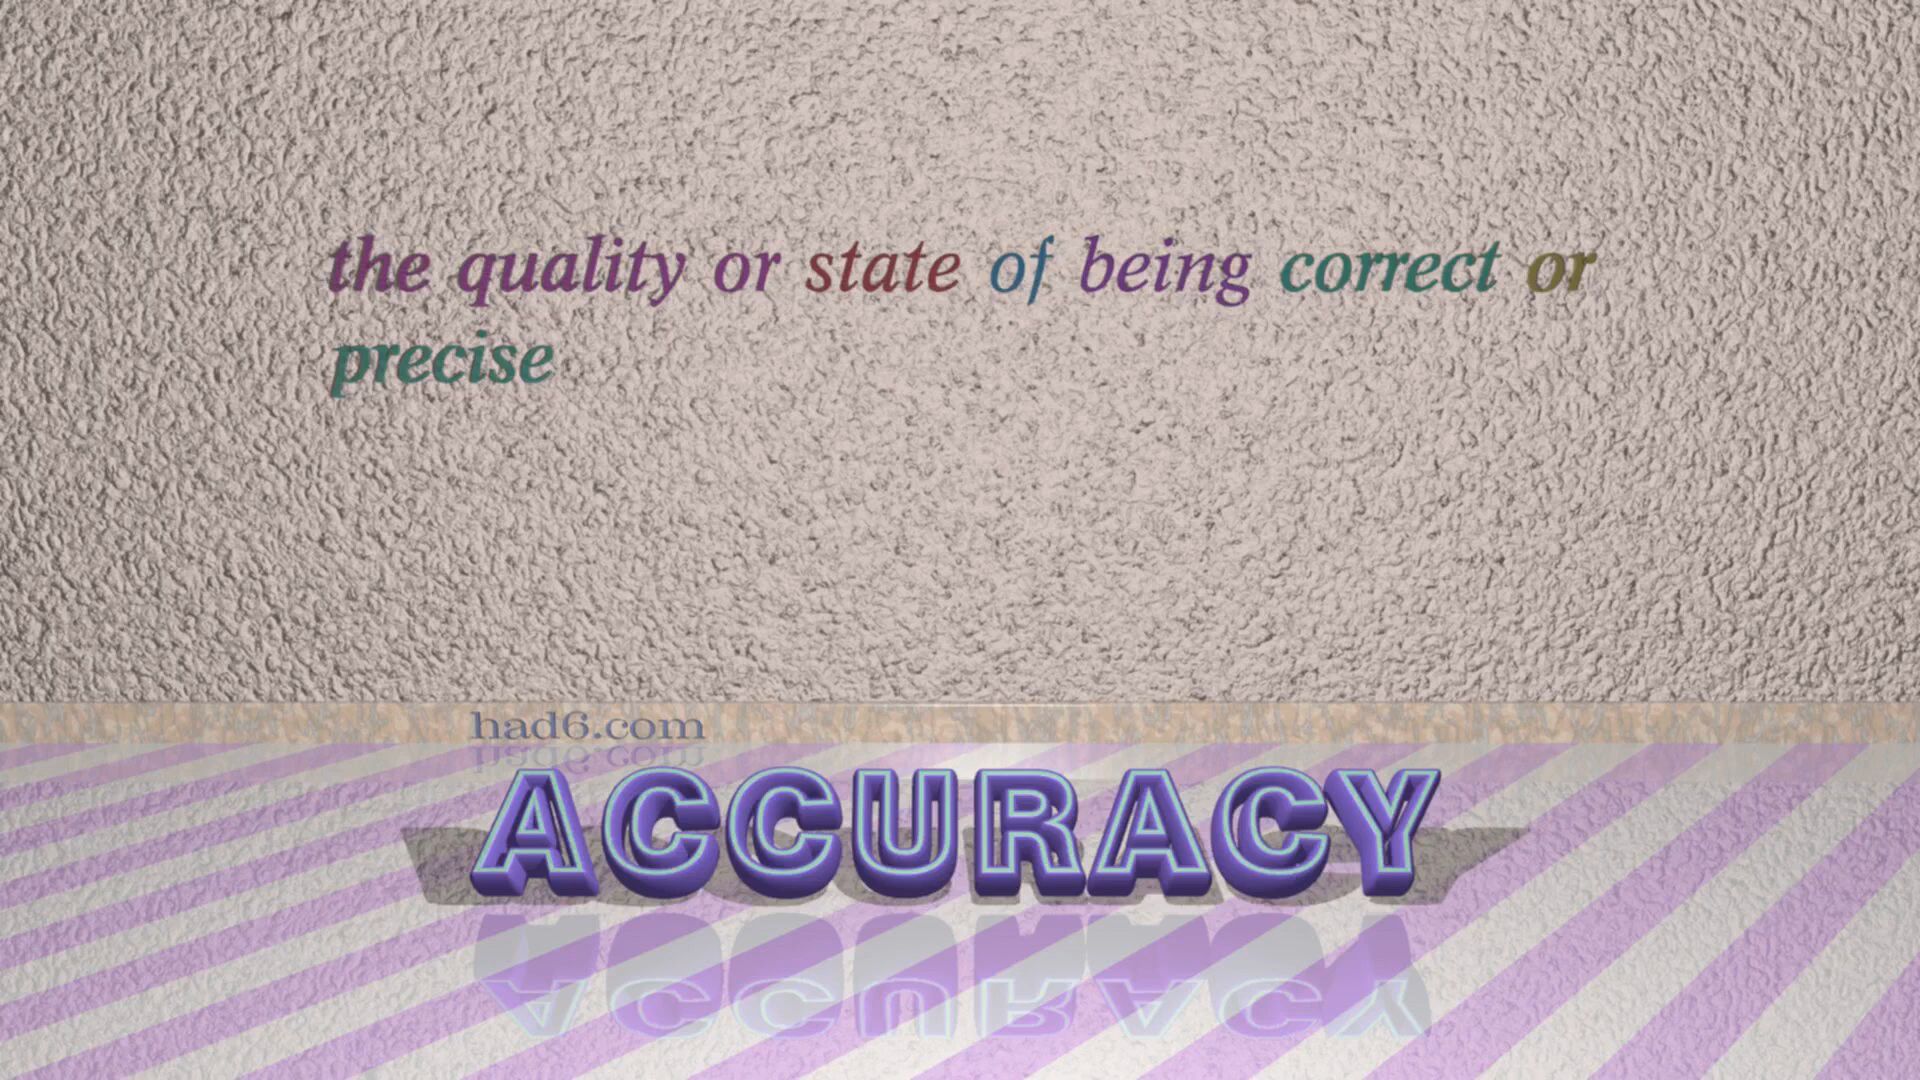 the quality or state of being correct or
precise
had6.com
ACCURACY